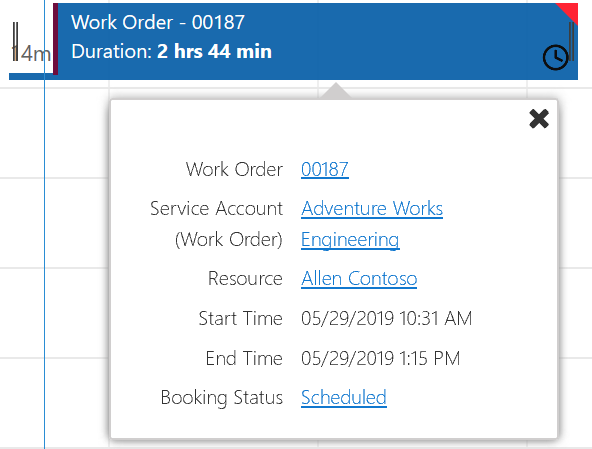 Work Order - 00187
14m
Duration: 2 hrs 44 min
Work Order 00187
Service Account Adventure Works
(Work Order) Engineering
Resource Allen Contoso
Start Time 05/29/2019 10:31 AM
End Time 05/29/2019 1:15 PM
Booking Status Scheduled